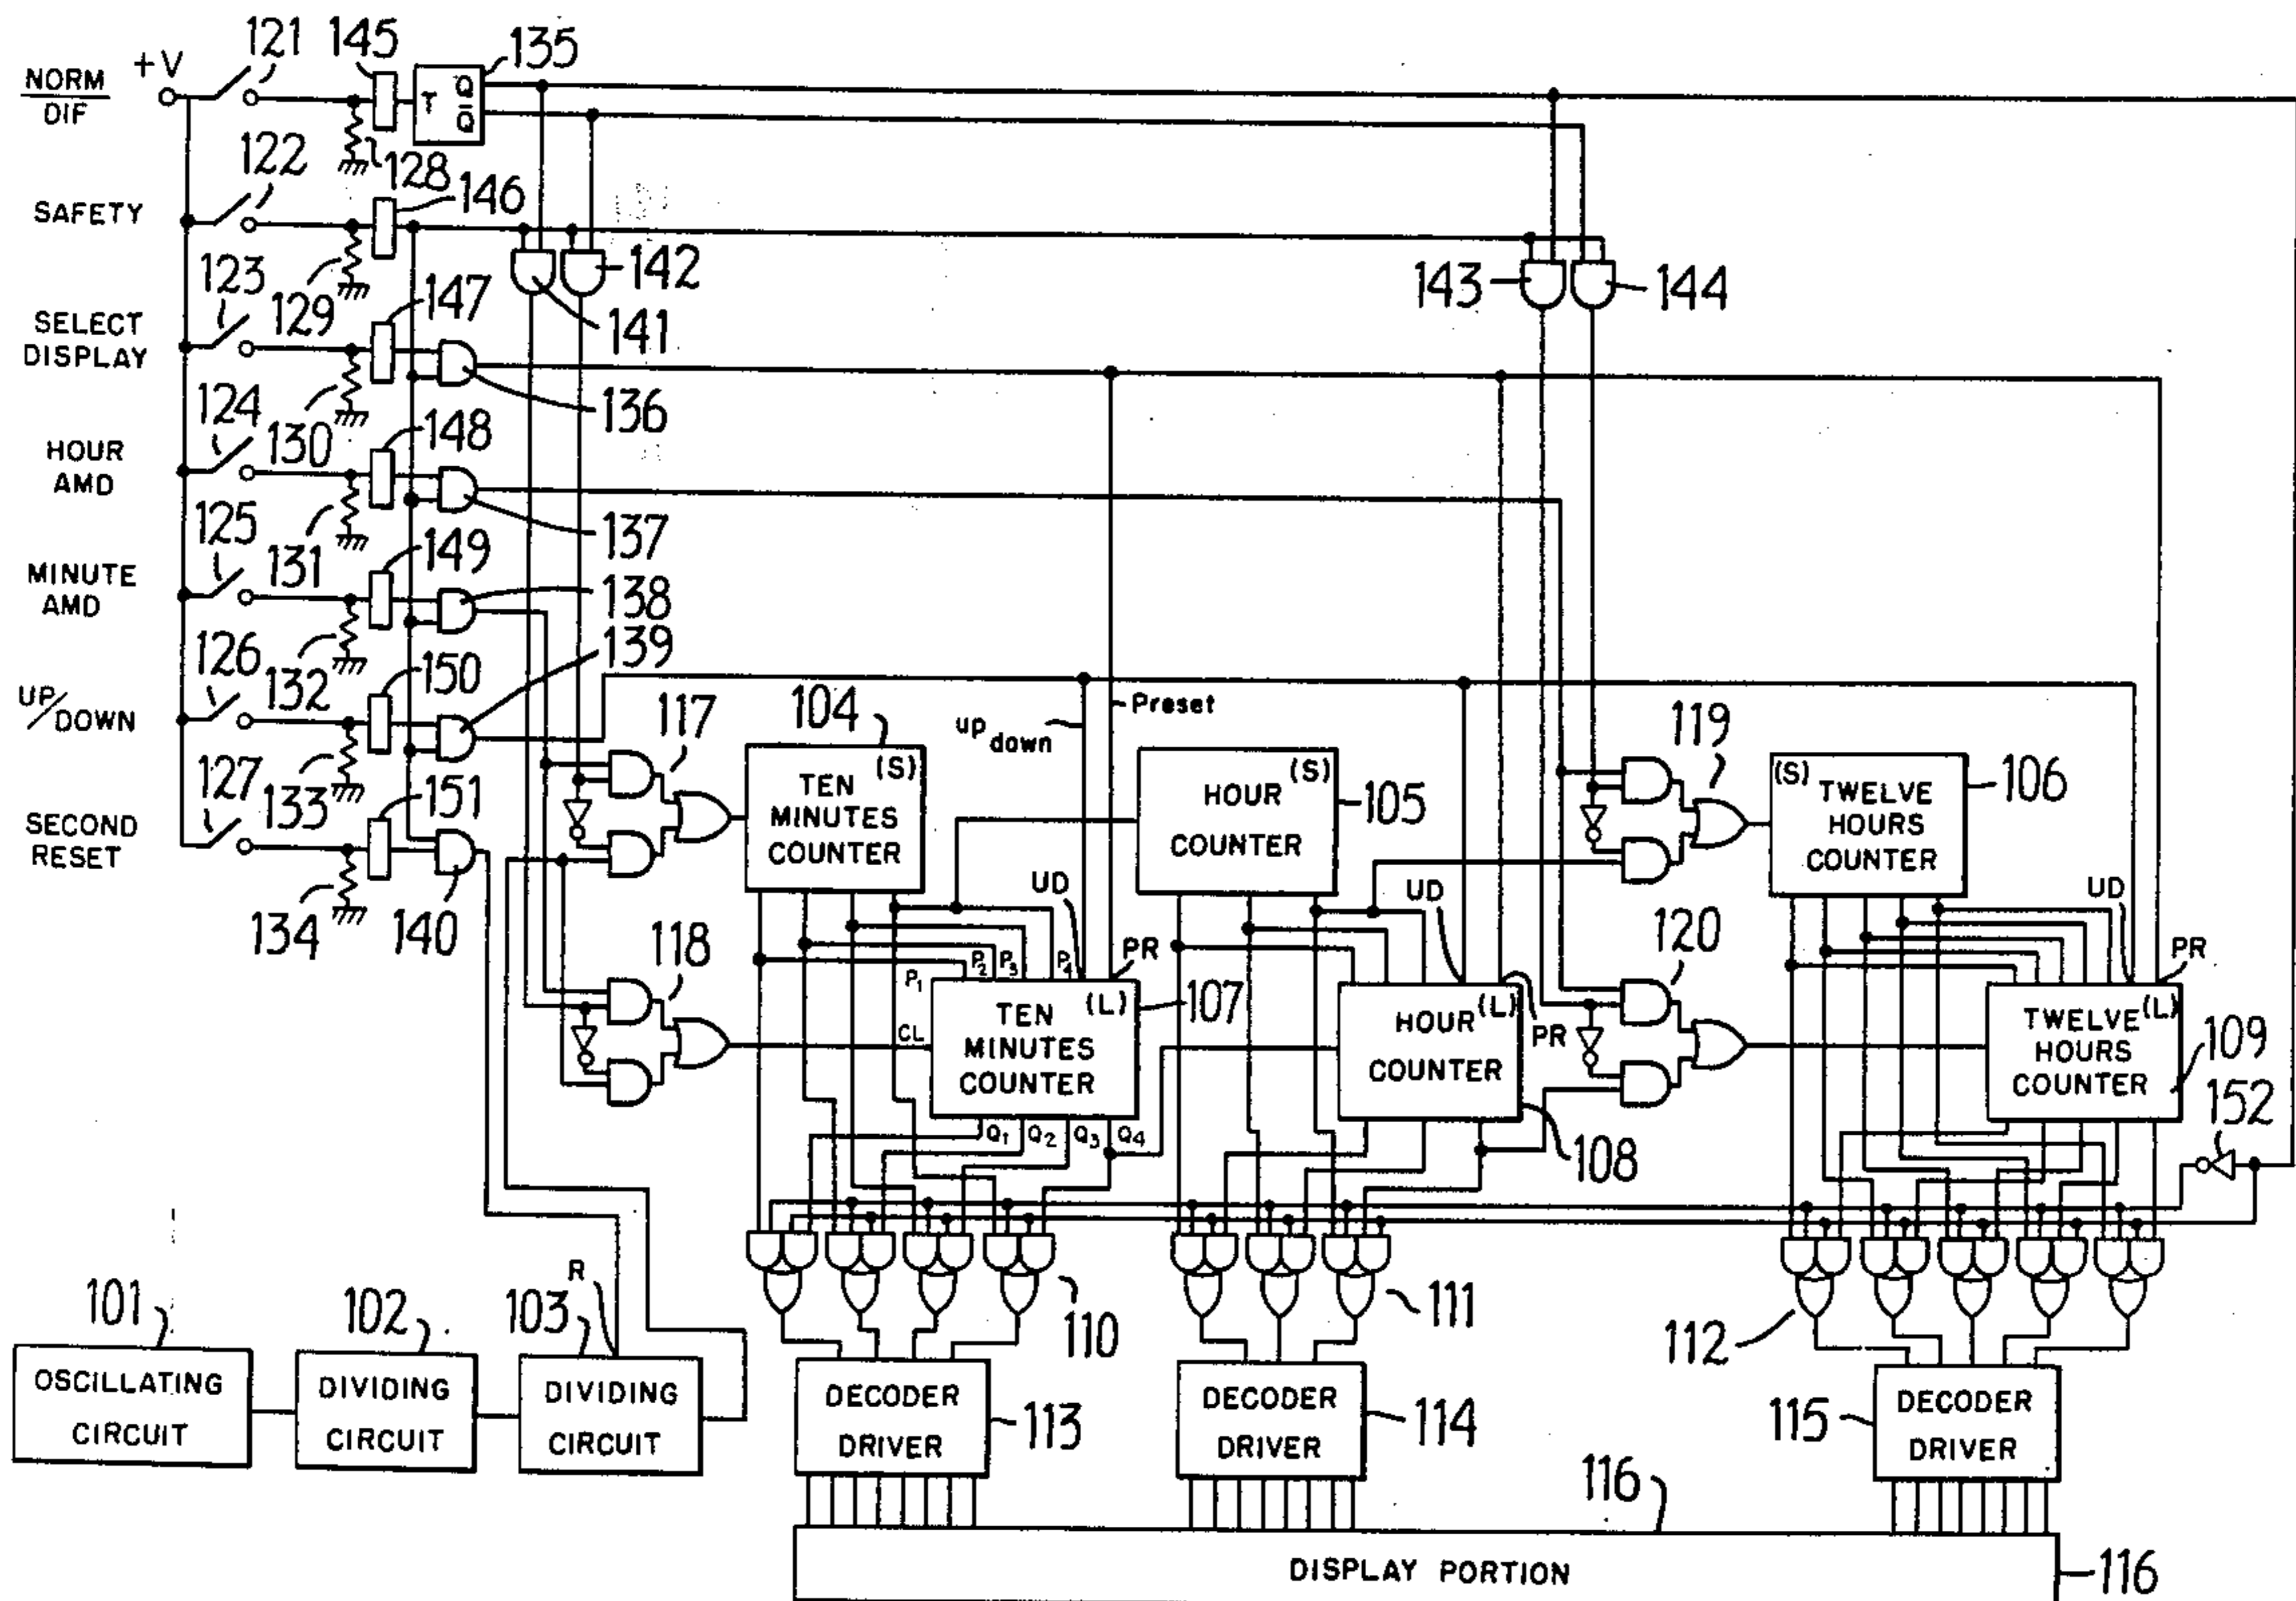 NORM
DIF
+V
121
145
135
T
Q
Q̄
128
SAFETY
122
146
141
142
143
144
SELECT
DISPLAY
123
129
147
136
HOUR
AMD
124
130
148
137
MINUTE
AMD
125
131
149
138
UP/DOWN
126
132
150
139
SECOND
RESET
127
133
151
134
140
117
104
(S)
TEN
MINUTES
COUNTER
up
down
Preset
(S)
HOUR
COUNTER
105
119
(S)
TWELVE
HOURS
COUNTER
106
118
P1
P2
P3
P4
UD
PR
CL
(L)
TEN
MINUTES
COUNTER
107
Q1
Q2
Q3
Q4
UD
PR
HOUR
(L)
COUNTER
108
120
UD
PR
TWELVE
(L)
HOURS
COUNTER
109
152
110
111
112
R
101
OSCILLATING
CIRCUIT
102
DIVIDING
CIRCUIT
103
DIVIDING
CIRCUIT
DECODER
DRIVER
113
DECODER
DRIVER
114
115
DECODER
DRIVER
116
DISPLAY PORTION
116